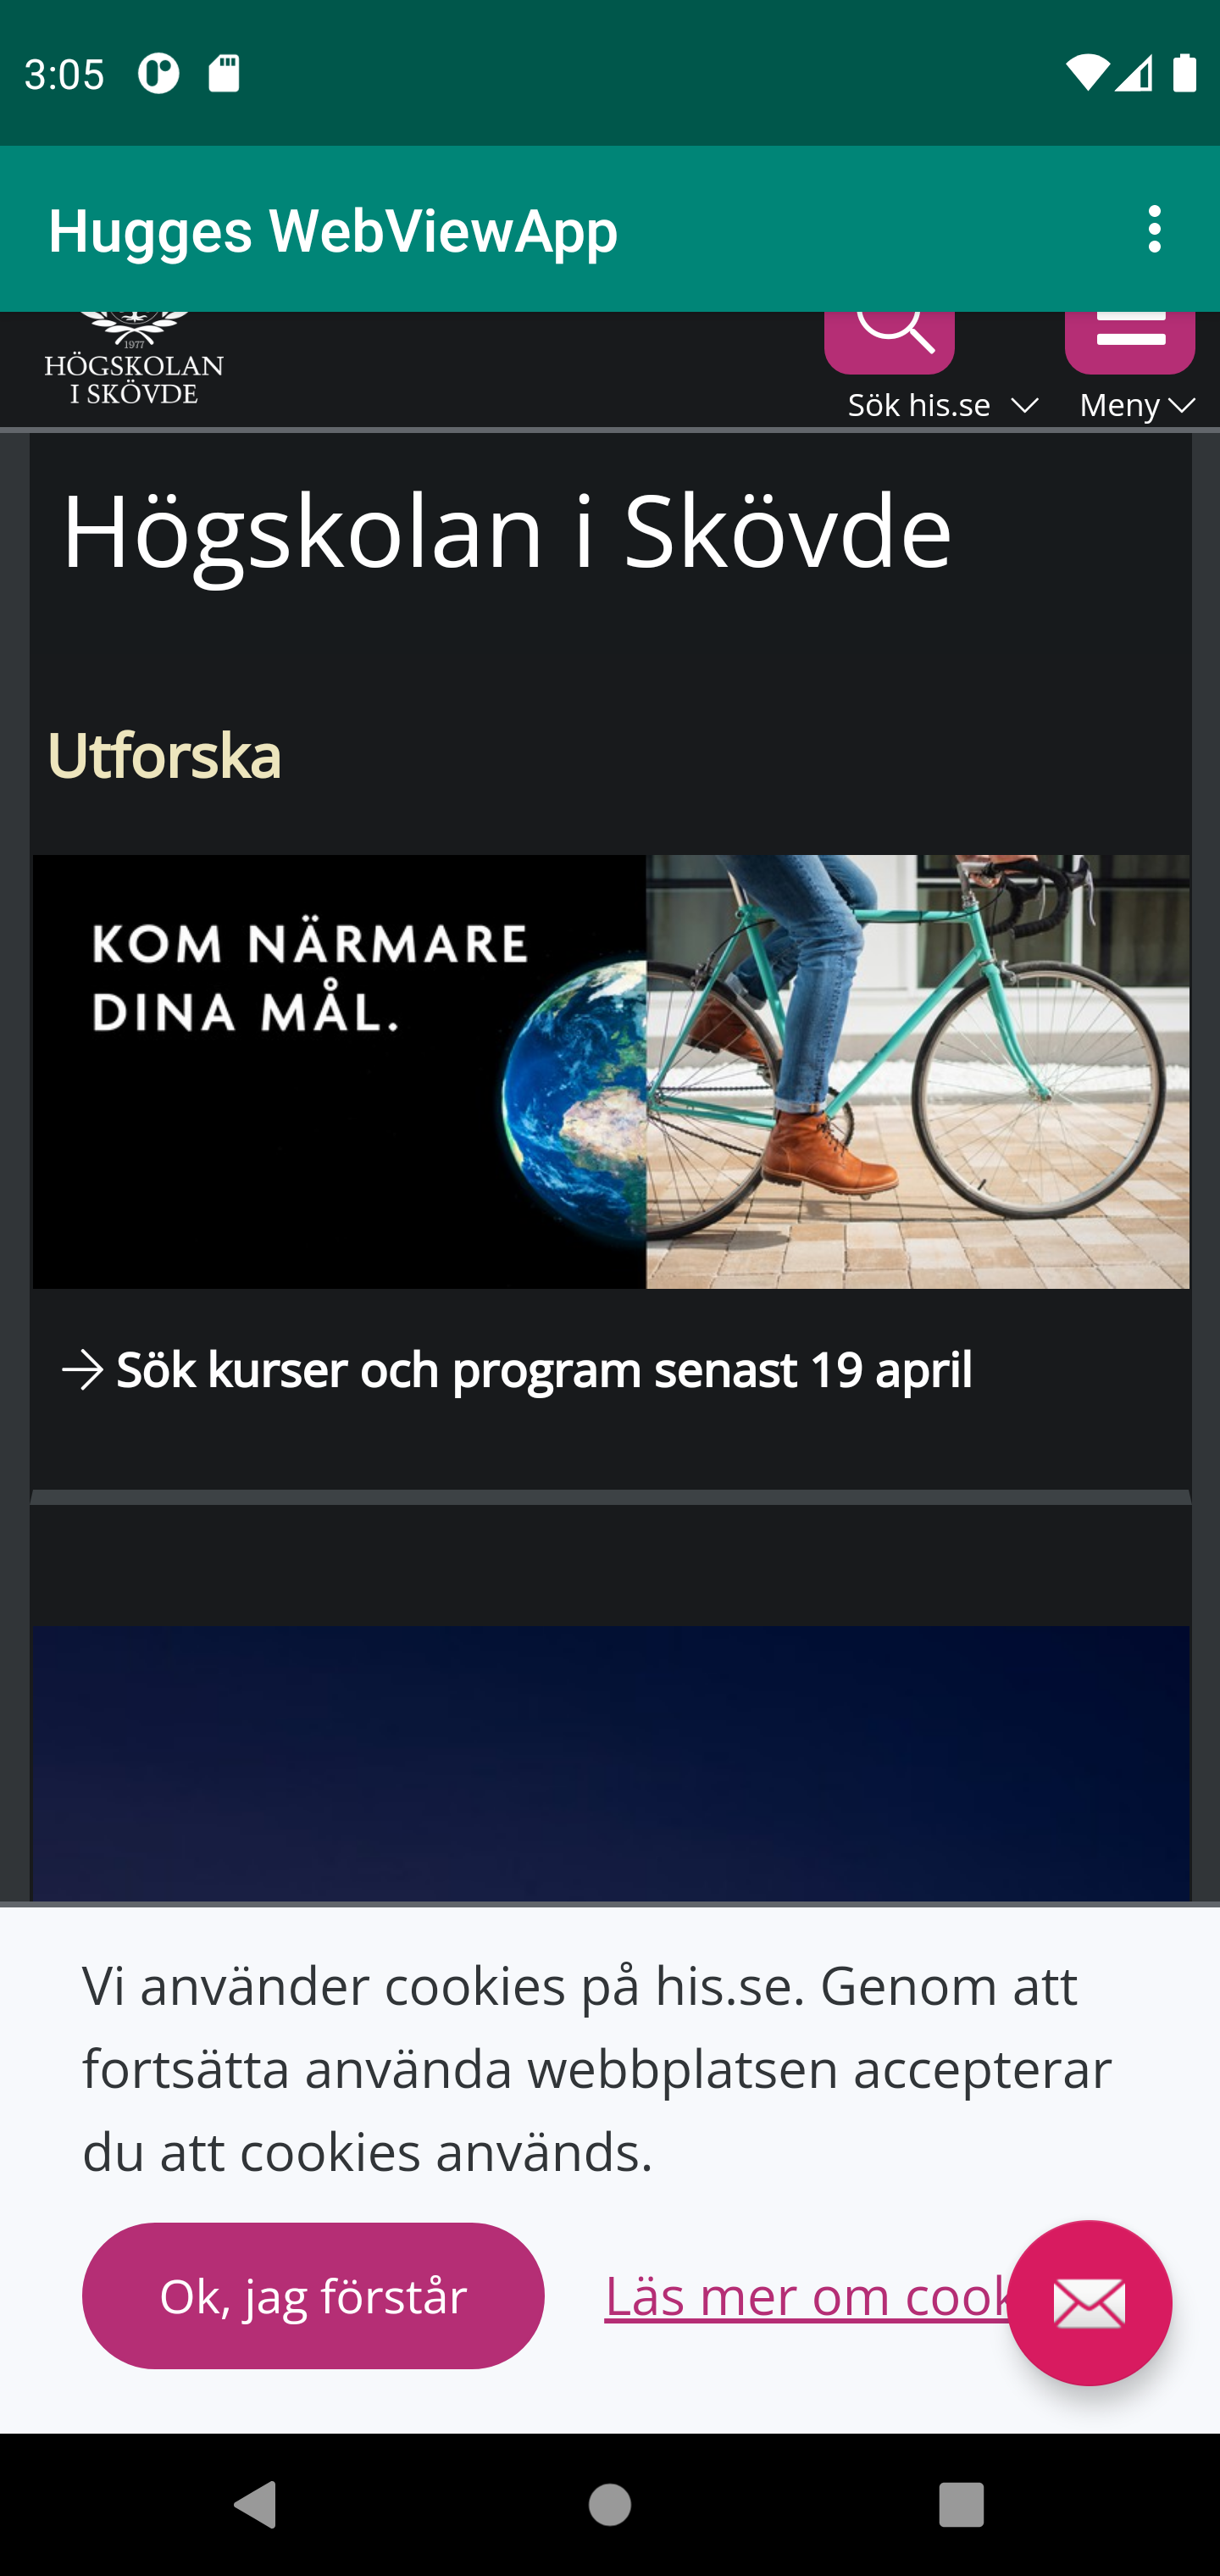 3:05
Hugges WebViewApp
1977
HÖGSKOLAN
I SKÖVDE
Sök his.se
Meny
Högskolan i Skövde
Utforska
KOM NÄRMARE
DINA MÅL.
Sök kurser och program senast 19 april
Vi använder cookies på his.se. Genom att
fortsätta använda webbplatsen accepterar
du att cookies används.
Ok, jag förstår
Läs mer om cook